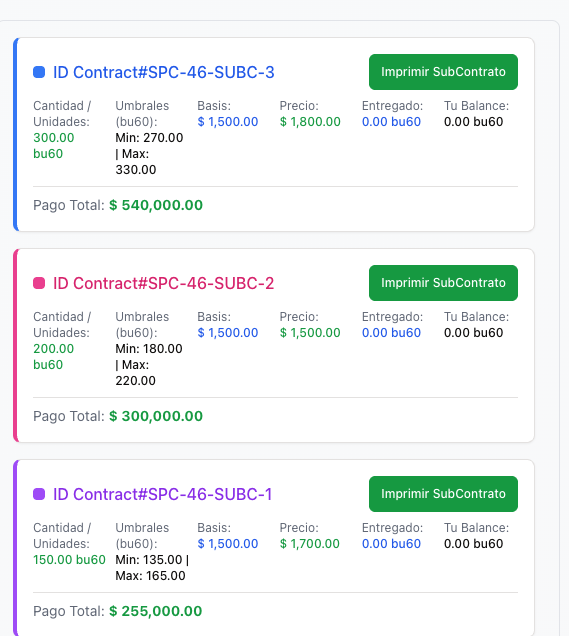 ID Contract#SPC-46-SUBC-3
Imprimir SubContrato
Cantidad / Unidades:
300.00 bu60
Umbrales (bu60):
Min: 270.00 | Max: 330.00
Basis:
$ 1,500.00
Precio:
$ 1,800.00
Entregado:
0.00 bu60
Tu Balance:
0.00 bu60
Pago Total: $ 540,000.00
ID Contract#SPC-46-SUBC-2
Imprimir SubContrato
Cantidad / Unidades:
200.00 bu60
Umbrales (bu60):
Min: 180.00 | Max: 220.00
Basis:
$ 1,500.00
Precio:
$ 1,500.00
Entregado:
0.00 bu60
Tu Balance:
0.00 bu60
Pago Total: $ 300,000.00
ID Contract#SPC-46-SUBC-1
Imprimir SubContrato
Cantidad / Unidades:
150.00 bu60
Umbrales (bu60):
Min: 135.00 | Max: 165.00
Basis:
$ 1,500.00
Precio:
$ 1,700.00
Entregado:
0.00 bu60
Tu Balance:
0.00 bu60
Pago Total: $ 255,000.00